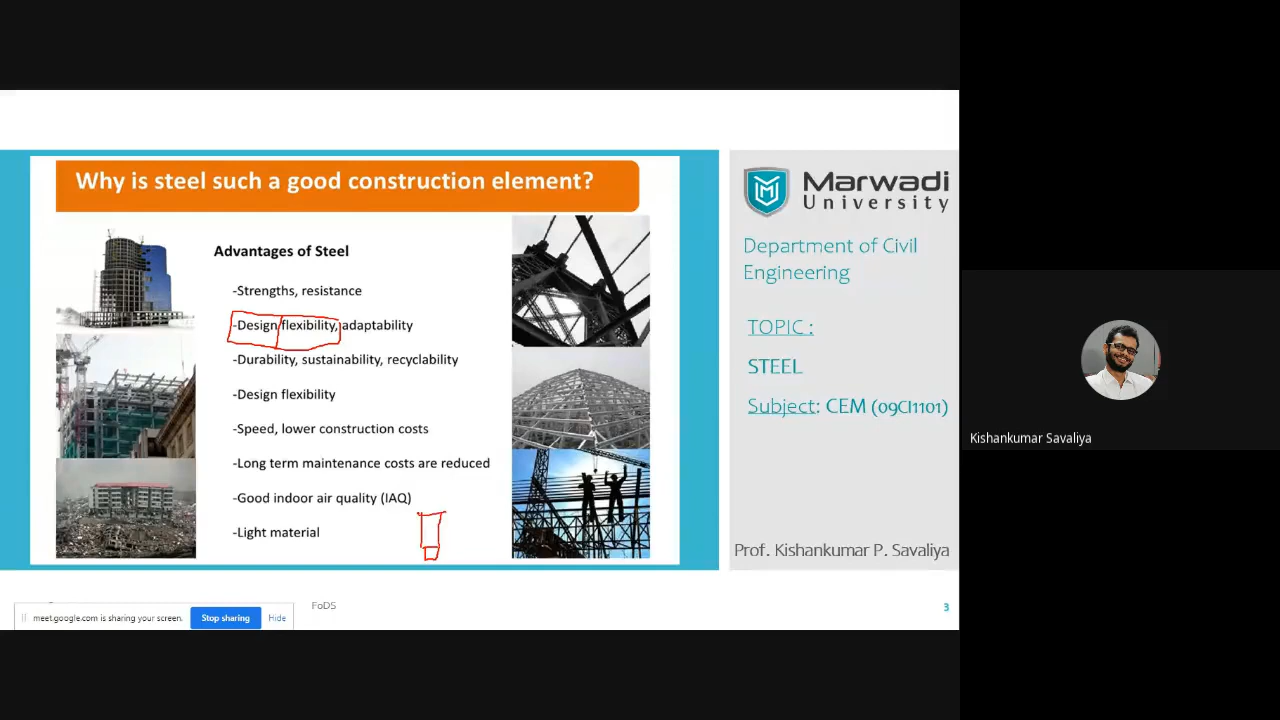 Why is steel such a good construction element?
Advantages of Steel
-Strengths, resistance
-Design flexibility, adaptability
-Durability, sustainability, recyclability
-Design flexibility
-Speed, lower construction costs
-Long term maintenance costs are reduced
-Good indoor air quality (IAQ)
-Light material
Marwadi
University
Department of Civil
Engineering
TOPIC :
STEEL
Subject: CEM (09CI1101)
Prof. Kishankumar P. Savaliya
FoDS
3
meet.google.com is sharing your screen.
Stop sharing
Hide
Kishankumar Savaliya